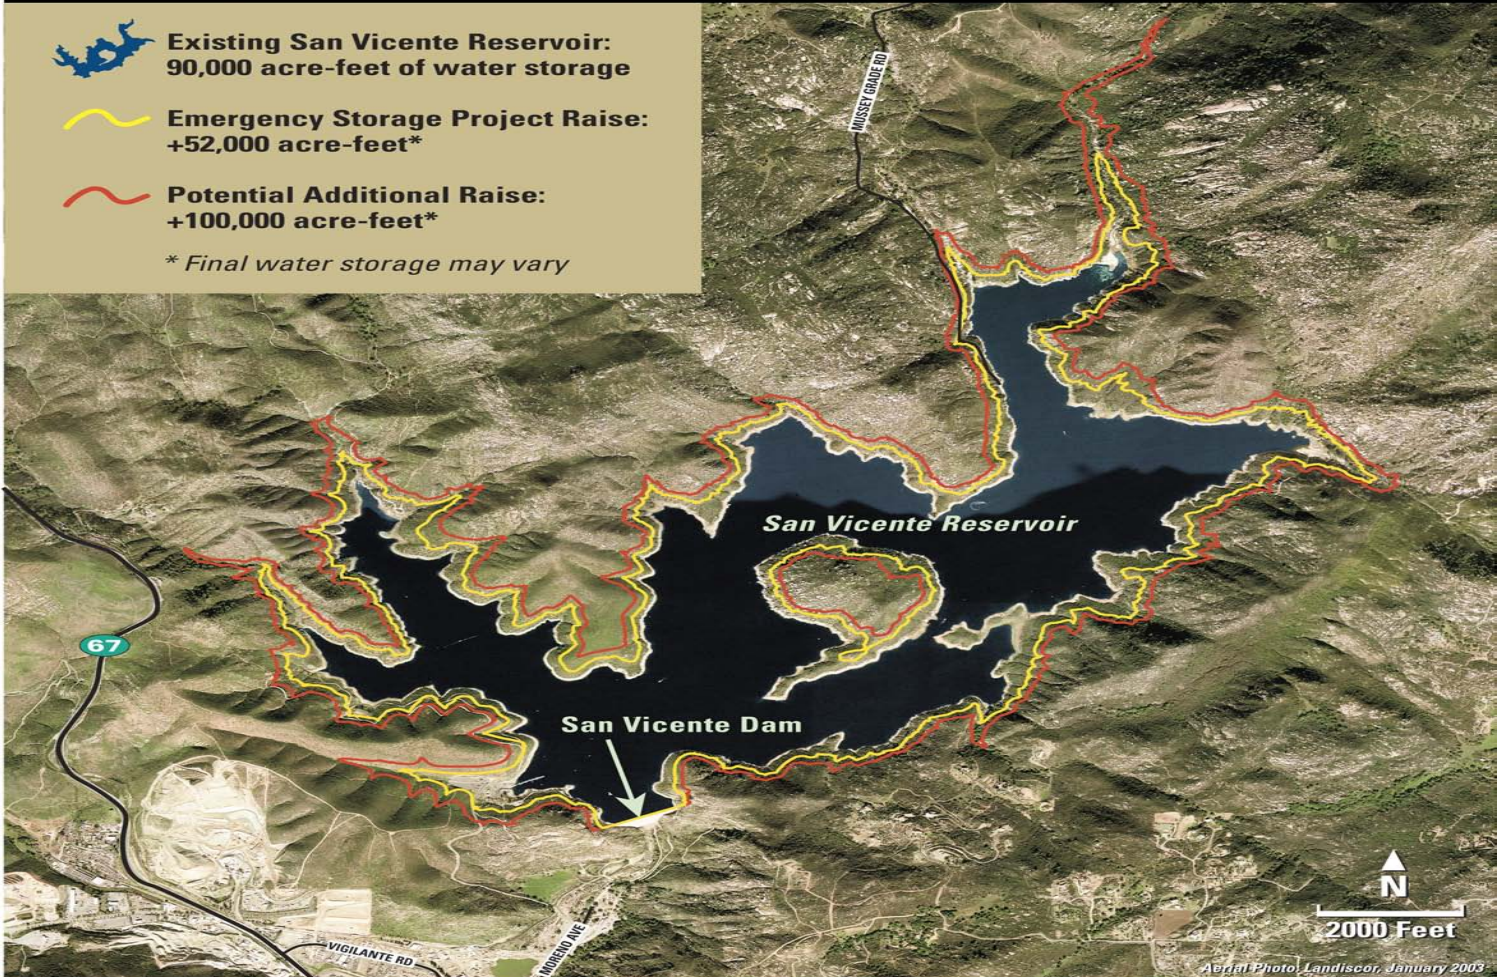 Existing San Vicente Reservoir:
90,000 acre-feet of water storage
Emergency Storage Project Raise:
+52,000 acre-feet*
Potential Additional Raise:
+100,000 acre-feet*
* Final water storage may vary
MUSSEY GRADE RD
San Vicente Reservoir
67
San Vicente Dam
N
2000 Feet
VIGILANTE RD
MORENO AVE
Aerial Photo: Landiscor, January 2003